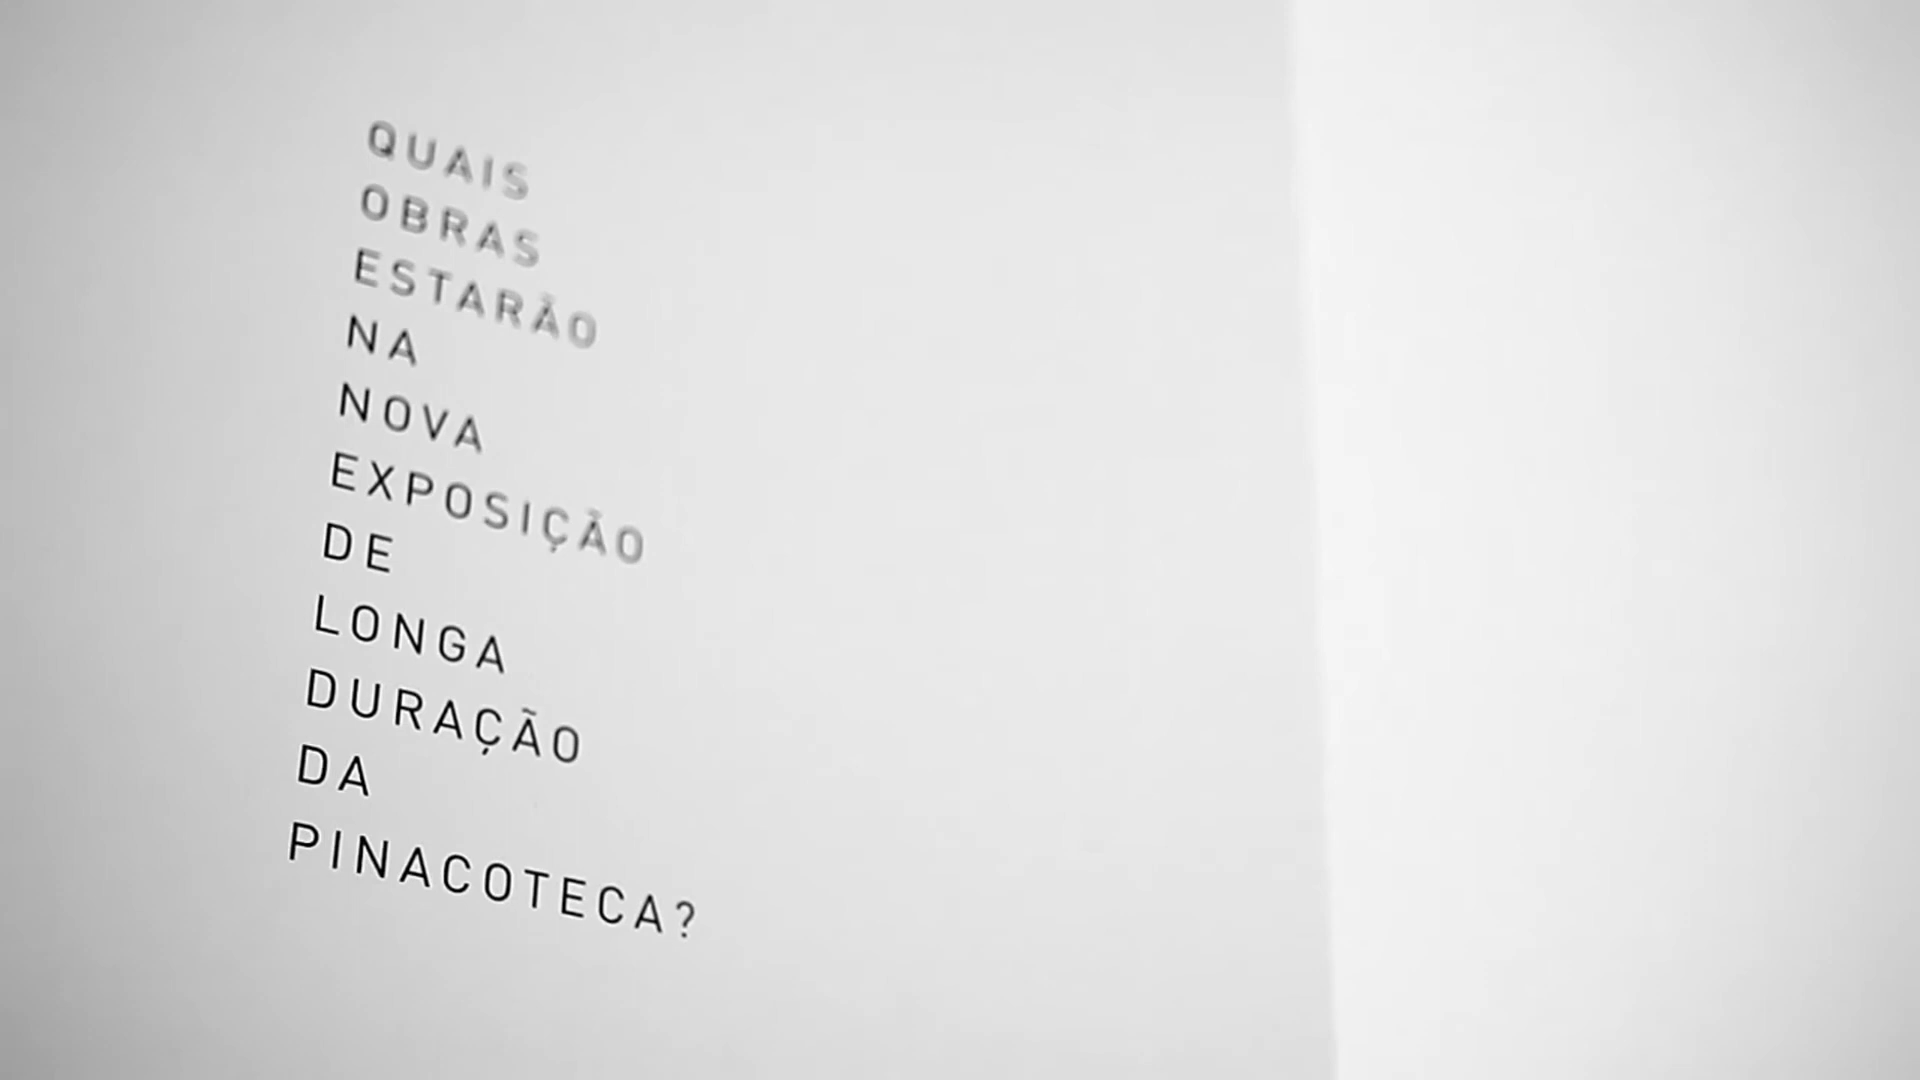 QUAIS
OBRAS
ESTARÃO
NA
NOVA
EXPOSIÇÃO
DE
LONGA
DURAÇÃO
DA
PINACOTECA?